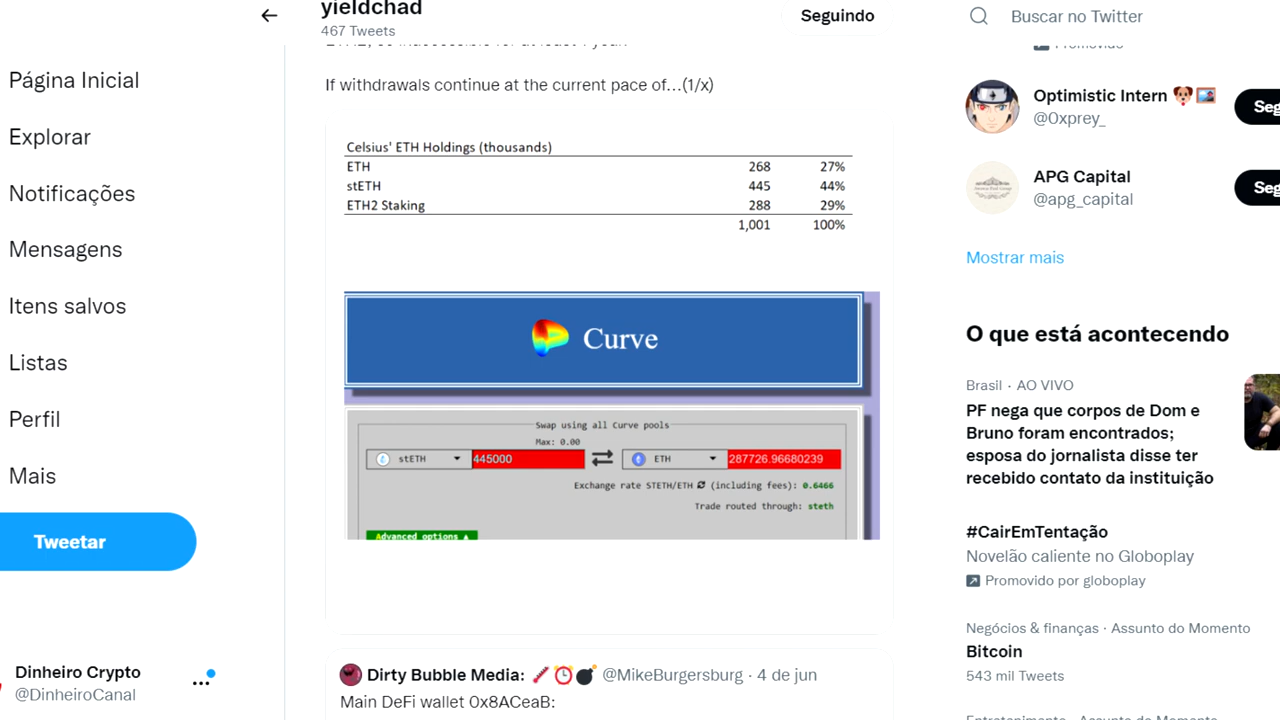 yieldchad
467 Tweets
Seguindo
Buscar no Twitter
Página Inicial
Explorar
Notificações
Mensagens
Itens salvos
Listas
Perfil
Mais
Tweetar
Dinheiro Crypto
@DinheiroCanal
If withdrawals continue at the current pace of...(1/x)
Celsius' ETH Holdings (thousands)
ETH 268 27%
stETH 445 44%
ETH2 Staking 288 29%
1,001 100%
Curve
Swap using all Curve pools
Max: 0.00
stETH 445000 ETH 287726.96680239
Exchange rate STETH/ETH (including fees): 0.6466
Trade routed through: steth
Advanced options ▲
Dirty Bubble Media: @MikeBurgersburg · 4 de jun
Main DeFi wallet 0x8ACeaB:
Promovido
Optimistic Intern
@0xprey_
Seg
APG Capital
@apg_capital
Seg
Mostrar mais
O que está acontecendo
Brasil · AO VIVO
PF nega que corpos de Dom e
Bruno foram encontrados;
esposa do jornalista disse ter
recebido contato da instituição
#CairEmTentação
Novelão caliente no Globoplay
Promovido por globoplay
Negócios & finanças · Assunto do Momento
Bitcoin
543 mil Tweets
Entretenimento · Assunto do Momento